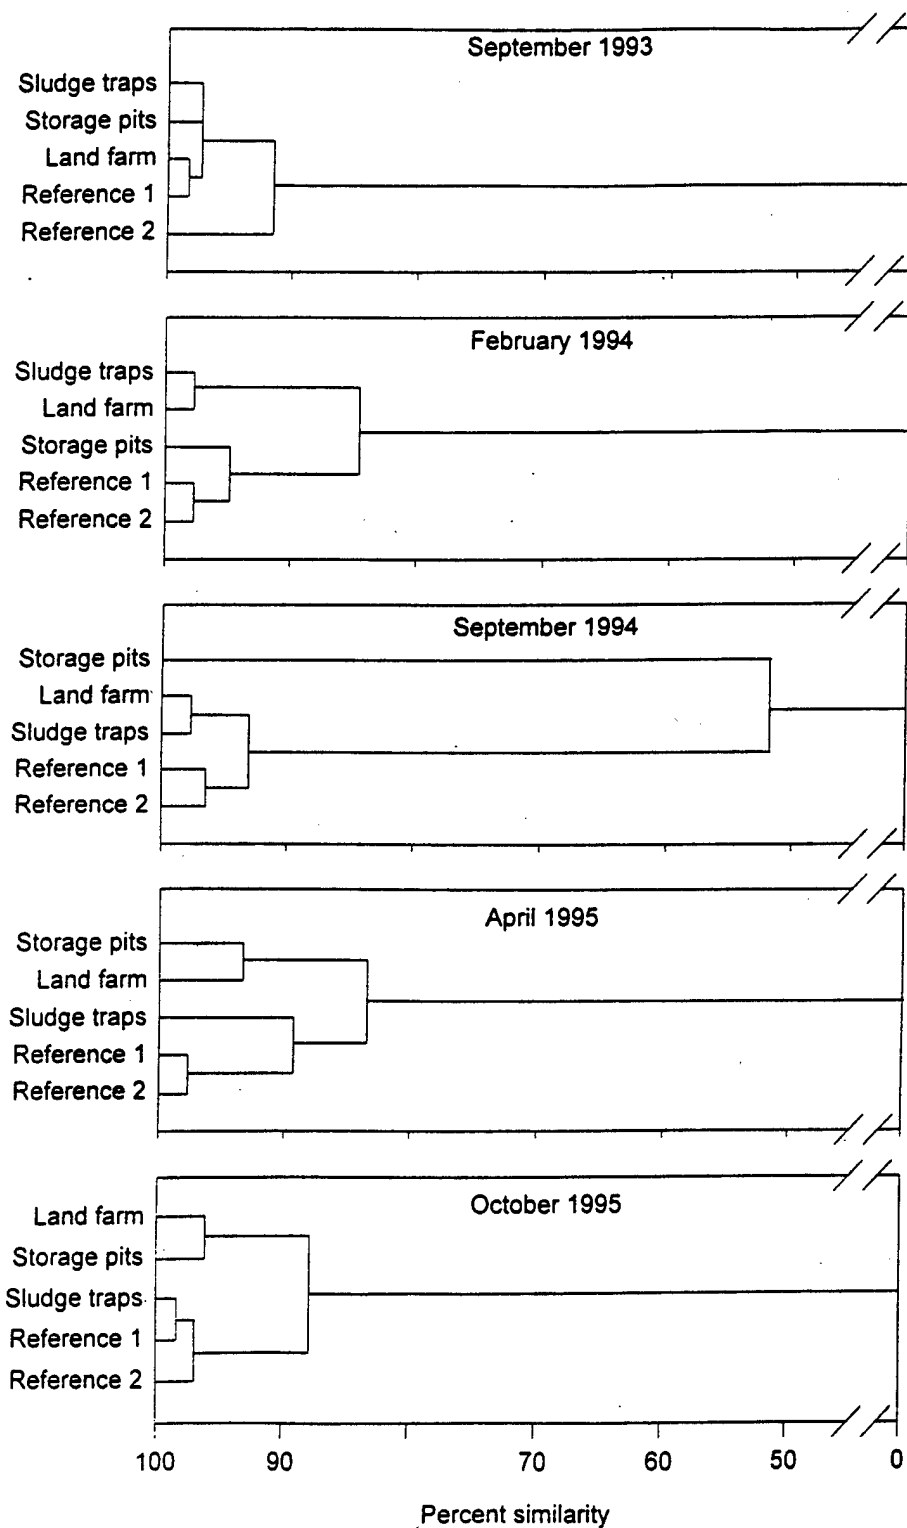 September 1993
Sludge traps
Storage pits
Land farm
Reference 1
Reference 2
February 1994
Sludge traps
Land farm
Storage pits
Reference 1
Reference 2
September 1994
Storage pits
Land farm
Sludge traps
Reference 1
Reference 2
April 1995
Storage pits
Land farm
Sludge traps
Reference 1
Reference 2
October 1995
Land farm
Storage pits
Sludge traps
Reference 1
Reference 2
100 90 70 60 50 0
Percent similarity